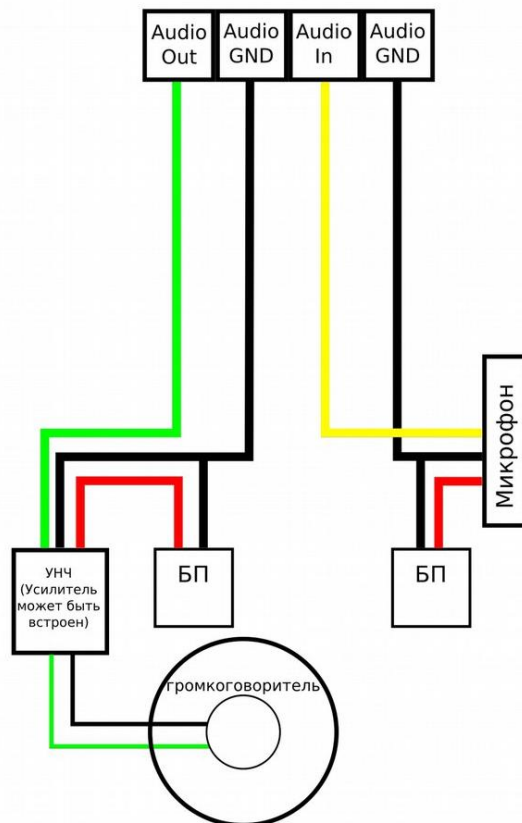 Audio Out
Audio GND
Audio In
Audio GND
Микрофон
УНЧ
(Усилитель
может быть
встроен)
БП
БП
громкоговоритель